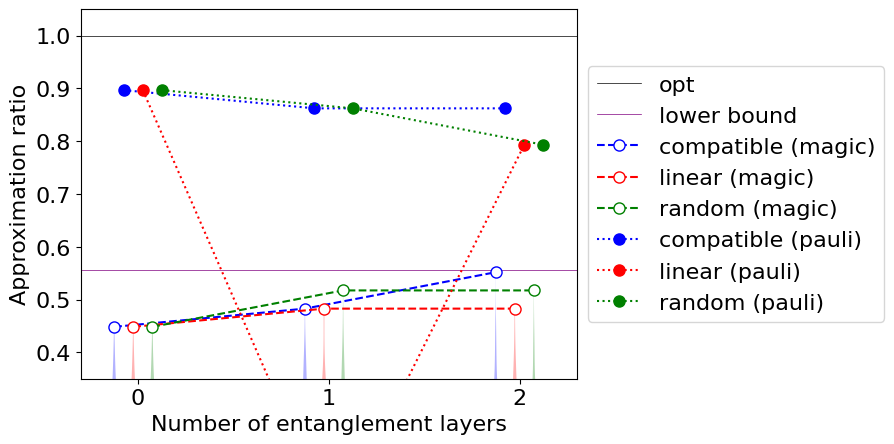 Approximation ratio
1.0
0.9
0.8
0.7
0.6
0.5
0.4
0
1
2
Number of entanglement layers
opt
lower bound
compatible (magic)
linear (magic)
random (magic)
compatible (pauli)
linear (pauli)
random (pauli)